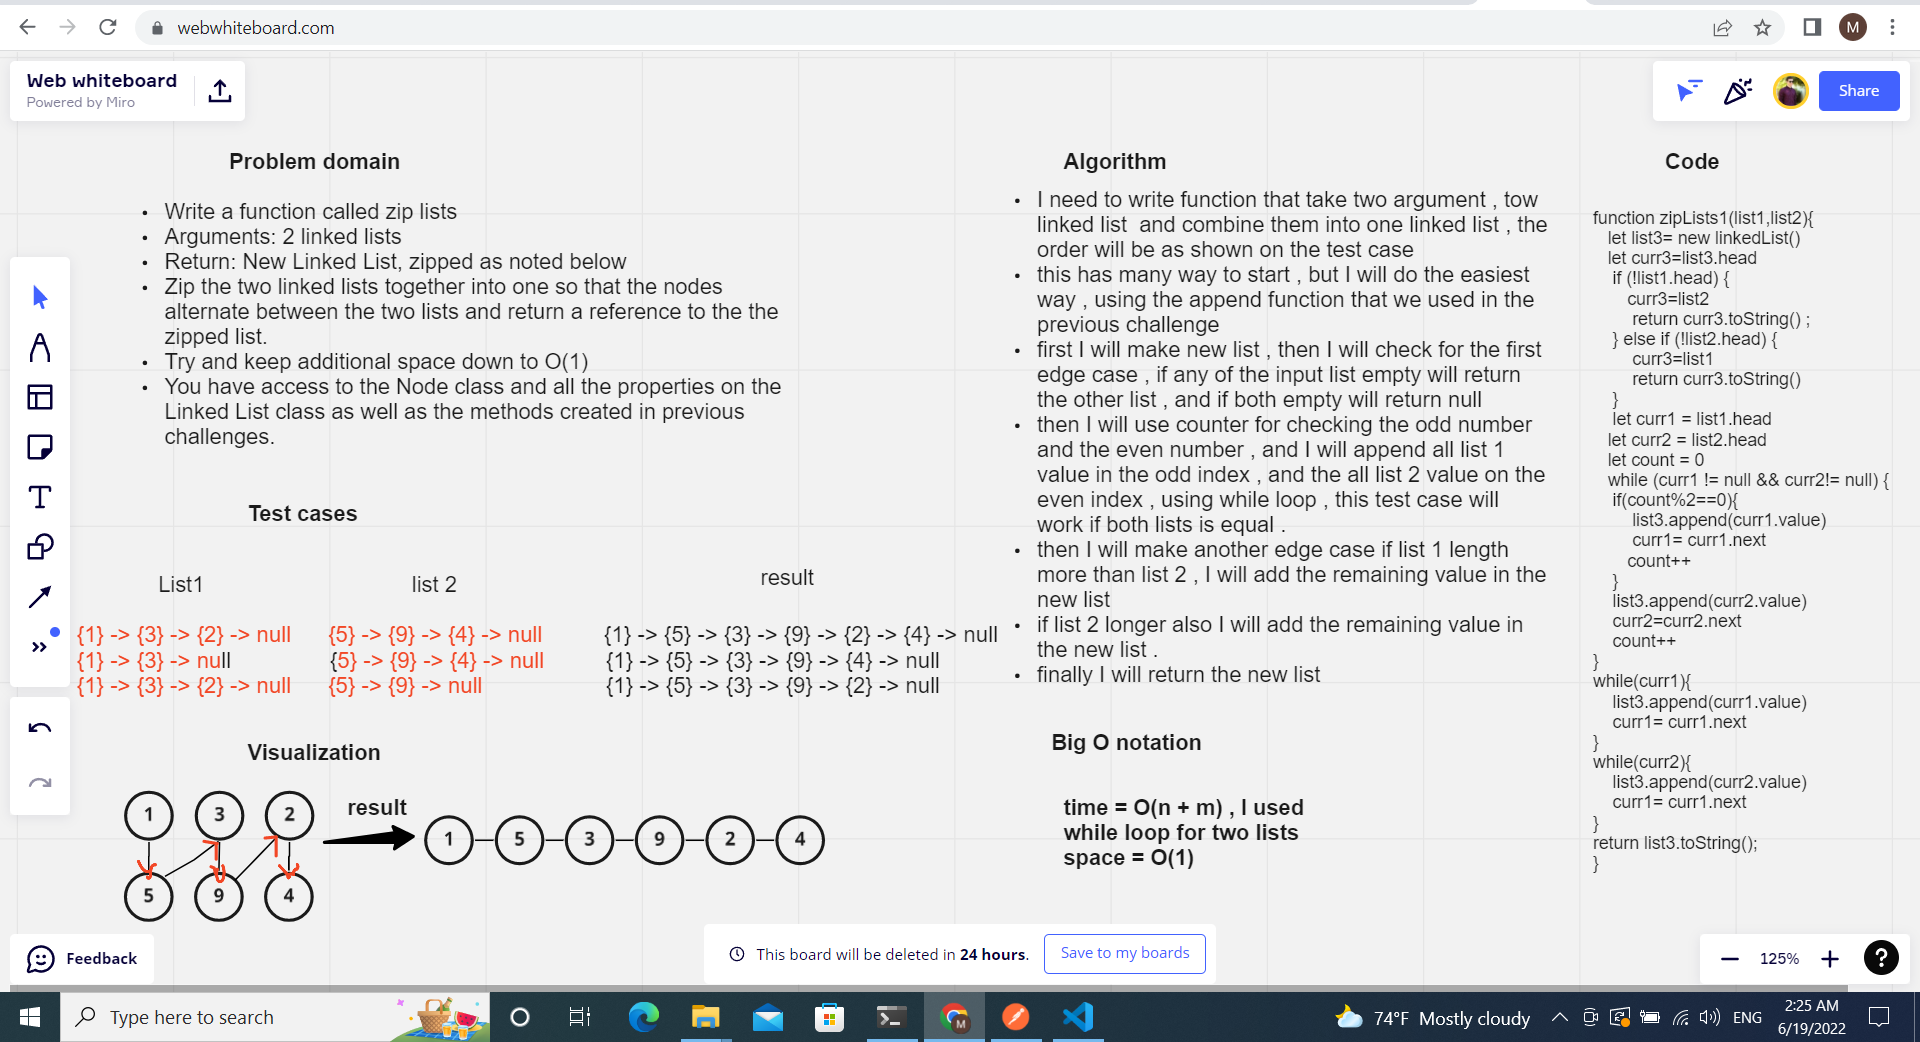 webwhiteboard.com
M
Web whiteboard
Powered by Miro
Share
Problem domain
• Write a function called zip lists
• Arguments: 2 linked lists
• Return: New Linked List, zipped as noted below
• Zip the two linked lists together into one so that the nodes
alternate between the two lists and return a reference to the the
zipped list.
• Try and keep additional space down to O(1)
• You have access to the Node class and all the properties on the
Linked List class as well as the methods created in previous
challenges.
Test cases
List1
list 2
result
{1} -> {3} -> {2} -> null
{5} -> {9} -> {4} -> null
{1} -> {5} -> {3} -> {9} -> {2} -> {4} -> null
{1} -> {3} -> null
{5} -> {9} -> {4} -> null
{1} -> {5} -> {3} -> {9} -> {4} -> null
{1} -> {3} -> {2} -> null
{5} -> {9} -> null
{1} -> {5} -> {3} -> {9} -> {2} -> null
Visualization
1 3 2
result
1 5 3 9 2 4
5 9 4
Algorithm
• I need to write function that take two argument , tow
linked list  and combine them into one linked list , the
order will be as shown on the test case
• this has many way to start , but I will do the easiest
way , using the append function that we used in the
previous challenge
• first I will make new list , then I will check for the first
edge case , if any of the input list empty will return
the other list , and if both empty will return null
• then I will use counter for checking the odd number
and the even number , and I will append all list 1
value in the odd index , and the all list 2 value on the
even index , using while loop , this test case will
work if both lists is equal .
• then I will make another edge case if list 1 length
more than list 2 , I will add the remaining value in the
new list
• if list 2 longer also I will add the remaining value in
the new list .
• finally I will return the new list
Big O notation
time = O(n + m) , I used
while loop for two lists
space = O(1)
Code
function zipLists1(list1,list2){
let list3= new linkedList()
let curr3=list3.head
if (!list1.head) {
curr3=list2
return curr3.toString() ;
} else if (!list2.head) {
curr3=list1
return curr3.toString()
}
let curr1 = list1.head
let curr2 = list2.head
let count = 0
while (curr1 != null && curr2!= null) {
if(count%2==0){
list3.append(curr1.value)
curr1= curr1.next
count++
}
list3.append(curr2.value)
curr2=curr2.next
count++
}
while(curr1){
list3.append(curr1.value)
curr1= curr1.next
}
while(curr2){
list3.append(curr2.value)
curr1= curr1.next
}
return list3.toString();
}
Feedback
This board will be deleted in 24 hours.
Save to my boards
125%
?
Type here to search
M
74°F Mostly cloudy
ENG
2:25 AM
6/19/2022